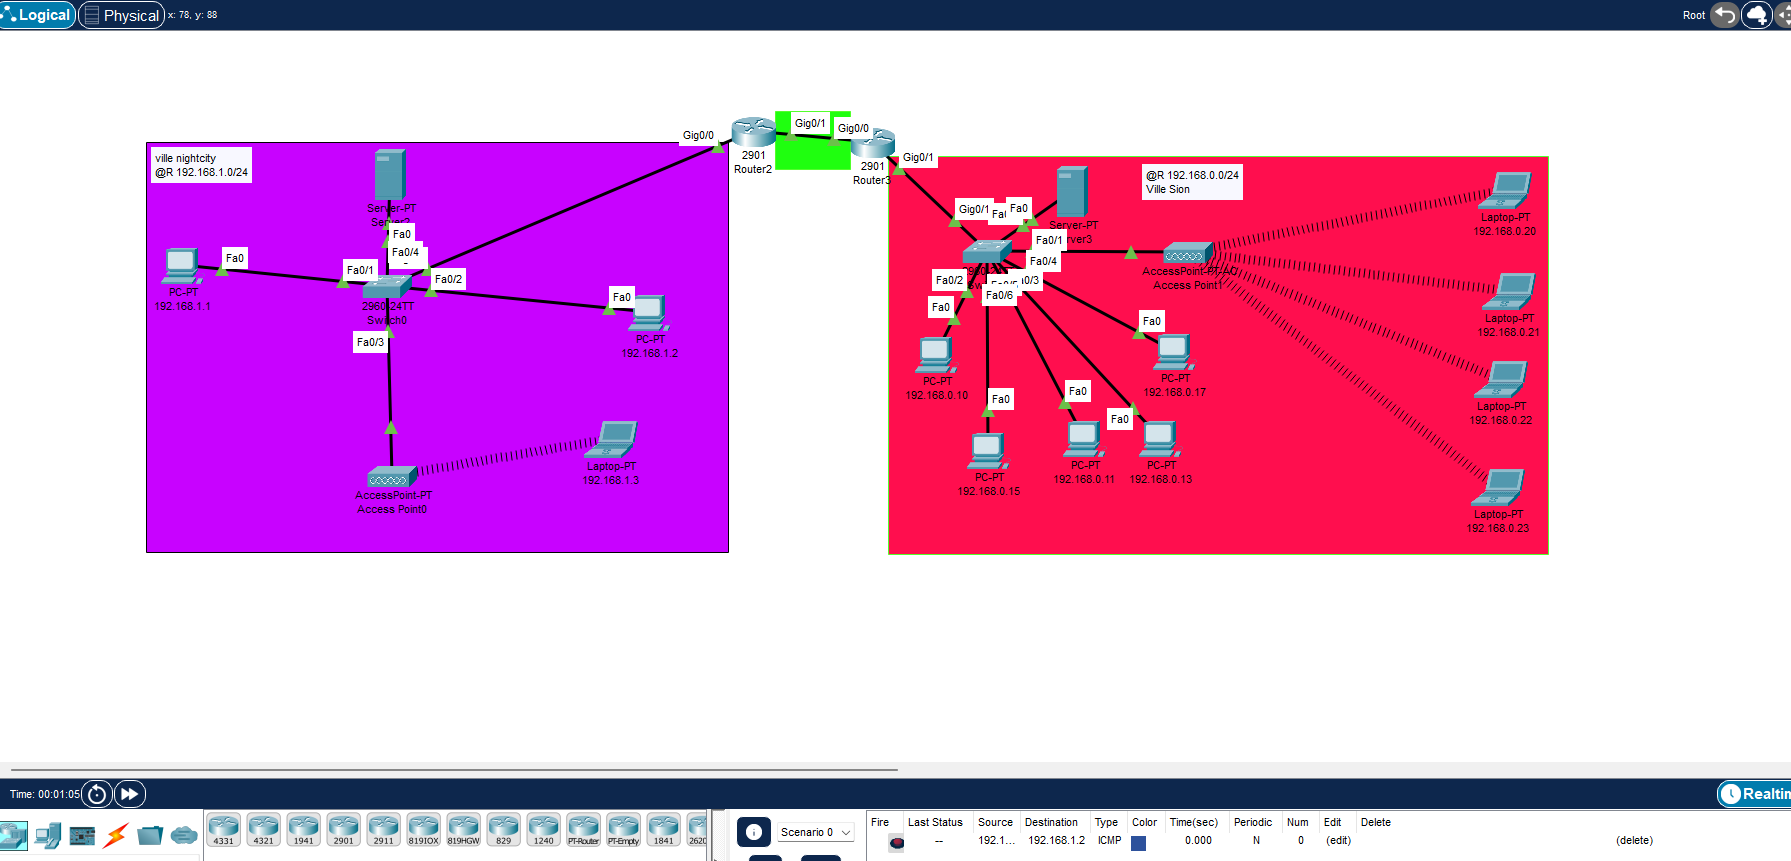 Logical
Physical
x: 78, y: 88
Root
ville nightcity
@R 192.168.1.0/24
Server-PT
Fa0
Fa0/4
Fa0
PC-PT
192.168.1.1
Fa0/1
2960-24TT
Switch0
Fa0/2
Fa0
PC-PT
192.168.1.2
Fa0/3
AccessPoint-PT
Access Point0
Laptop-PT
192.168.1.3
Gig0/0
2901
Router2
Gig0/1
Gig0/0
2901
Router3
Gig0/1
@R 192.168.0.0/24
Ville Sion
Gig0/1
Fa0
Server-PT
Fa0/1
Fa0/4
Fa0/2
Fa0/6
AccessPoint-PT-AC
Access Point1
Fa0
PC-PT
192.168.0.10
Fa0
PC-PT
192.168.0.15
Fa0
PC-PT
192.168.0.11
Fa0
PC-PT
192.168.0.13
Fa0
PC-PT
192.168.0.17
Laptop-PT
192.168.0.20
Laptop-PT
192.168.0.21
Laptop-PT
192.168.0.22
Laptop-PT
192.168.0.23
Time: 00:01:05
4331 4321 1941 2901 2911 819IOX 819HGW 829 1240 PT-Router PT-Empty 1841
Scenario 0
Fire Last Status Source Destination Type Color Time(sec) Periodic Num Edit Delete
-- 192.1... 192.168.1.2 ICMP 0.000 N 0 (edit) (delete)